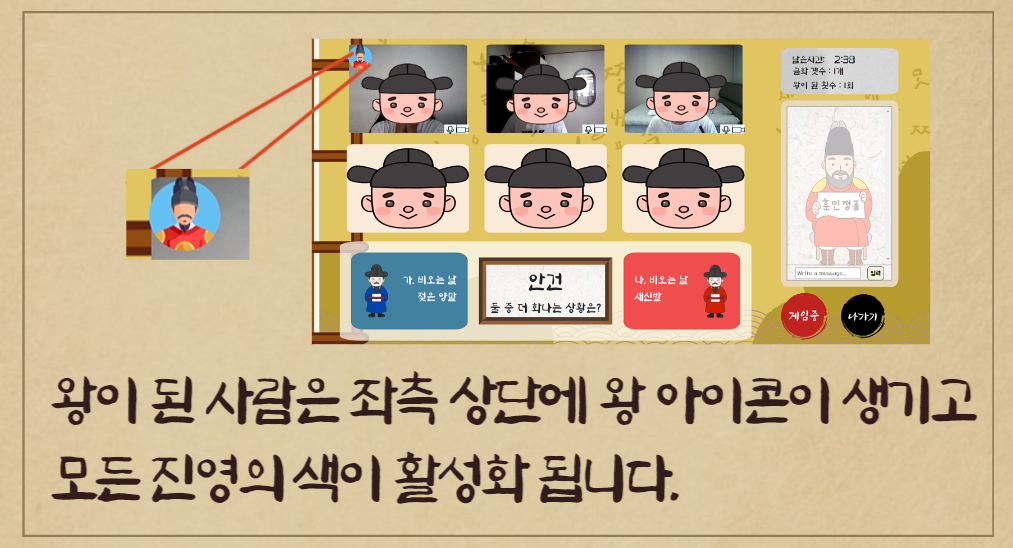 남은시간: 2:38
금화 갯수 : 1개
왕이 된 횟수 : 1회
훈민정음
가. 비오는 날
젖은 양말
안건
둘 중 더 화나는 상황은?
나. 비오는 날
새신발
Write a message...
입력
게임중
나가기
왕이 된 사람은 좌측 상단에 왕 아이콘이 생기고
모든 진영의 색이 활성화 됩니다.